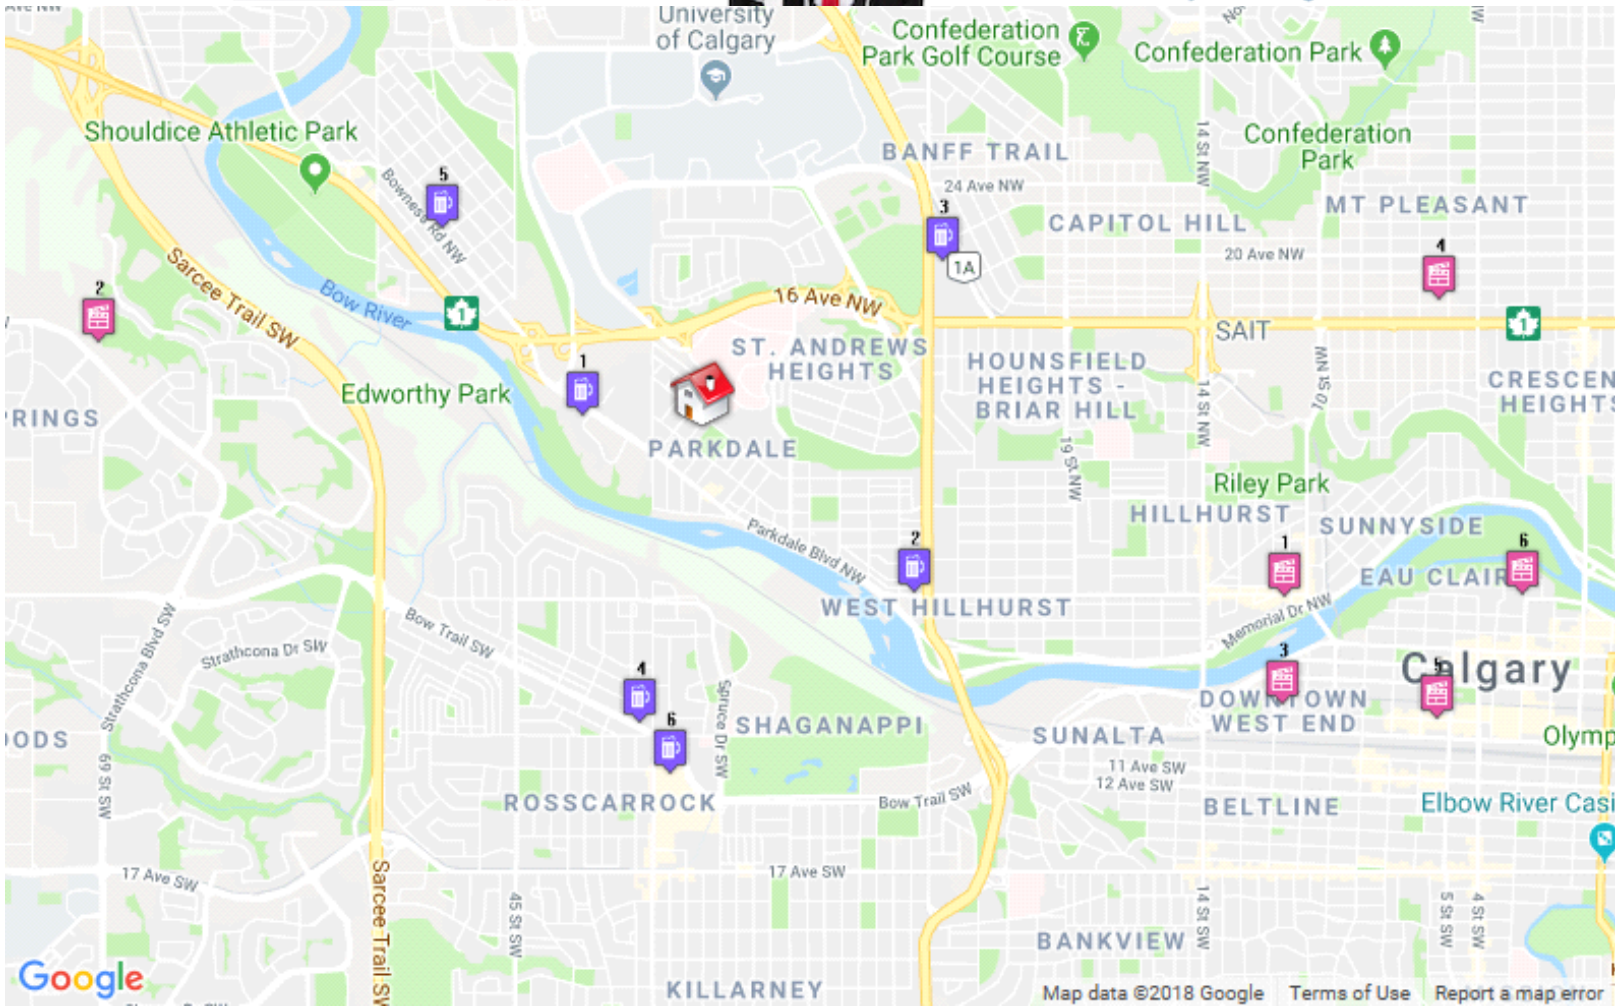 University
of Calgary
Confederation
Park Golf Course
Confederation Park
Shouldice Athletic Park
BANFF TRAIL
14 St NW
Confederation
Park
5
Bowness Rd NW
24 Ave NW
3
MT PLEASANT
CAPITOL HILL
20 Ave NW
4
1A
Sarcee Trail SW
2
Bow River
1
16 Ave NW
SAIT
1
ST. ANDREWS
HEIGHTS
HOUNSFIELD
HEIGHTS -
BRIAR HILL
1
Edworthy Park
14 St NW
10 St NW
CRESCEN
HEIGHTS
PRINGS
PARKDALE
19 St NW
Riley Park
HILLHURST
SUNNYSIDE
Parkdale Blvd NW
2
1
6
EAU CLAIR
WEST HILLHURST
Memorial Dr NW
Bow Trail SW
Strathcona Blvd SW
Strathcona Dr SW
4
3
5
Calgary
Spruce Dr SW
DOWNTOWN
WEST END
6
SHAGANAPPI
SUNALTA
OODS
Olymp
69 St SW
11 Ave SW
12 Ave SW
ROSSCARROCK
Bow Trail SW
BELTLINE
Elbow River Casi
17 Ave SW
17 Ave SW
Sarcee Trail SW
45 St SW
14 St SW
5 St SW
4 St SW
BANKVIEW
Google
KILLARNEY
Map data ©2018 Google
Terms of Use
Report a map error